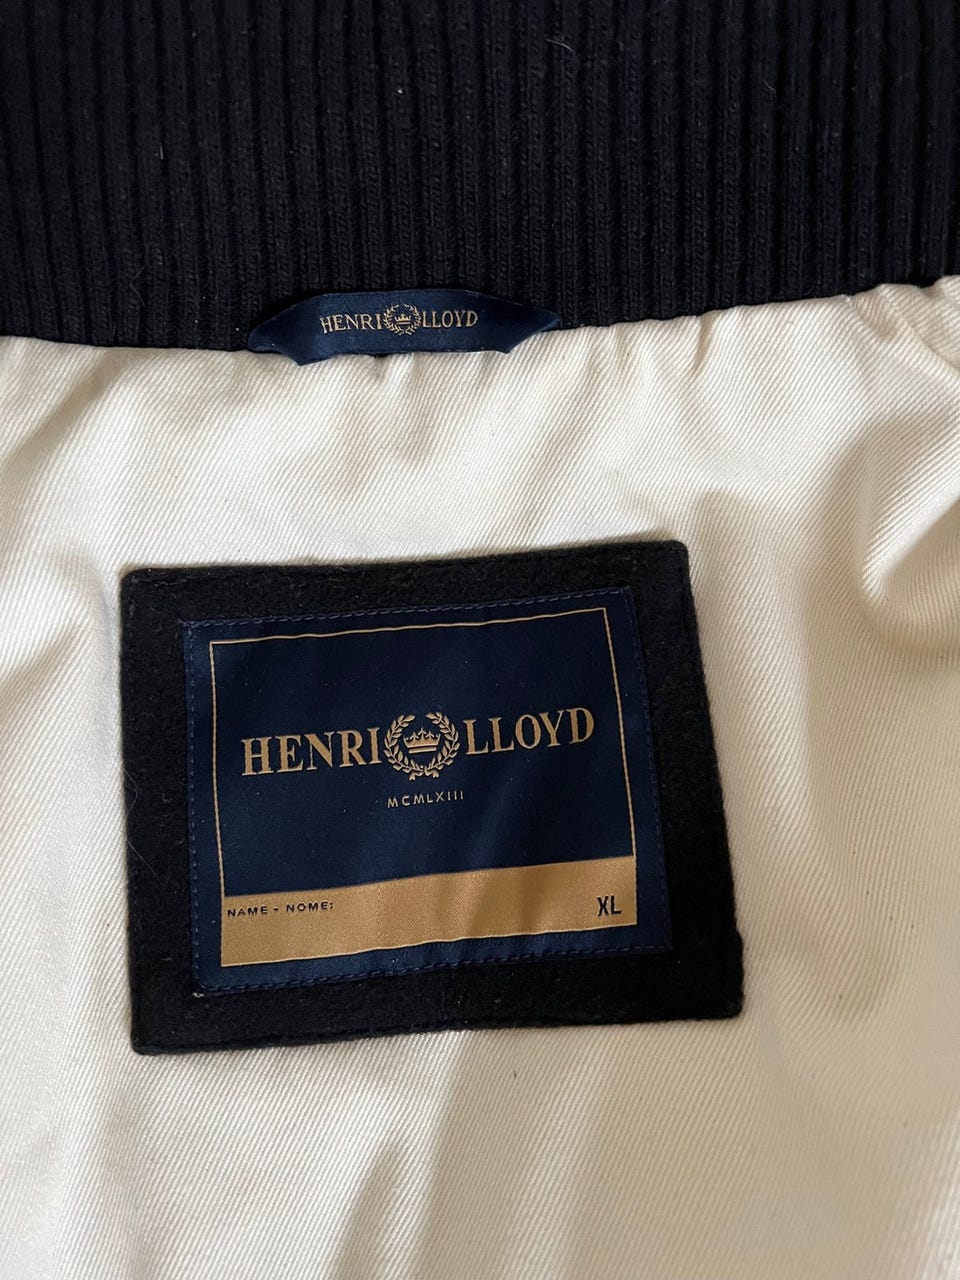 HENRI LLOYD
HENRI LLOYD
MCMLXIII
NAME - NOME:
XL